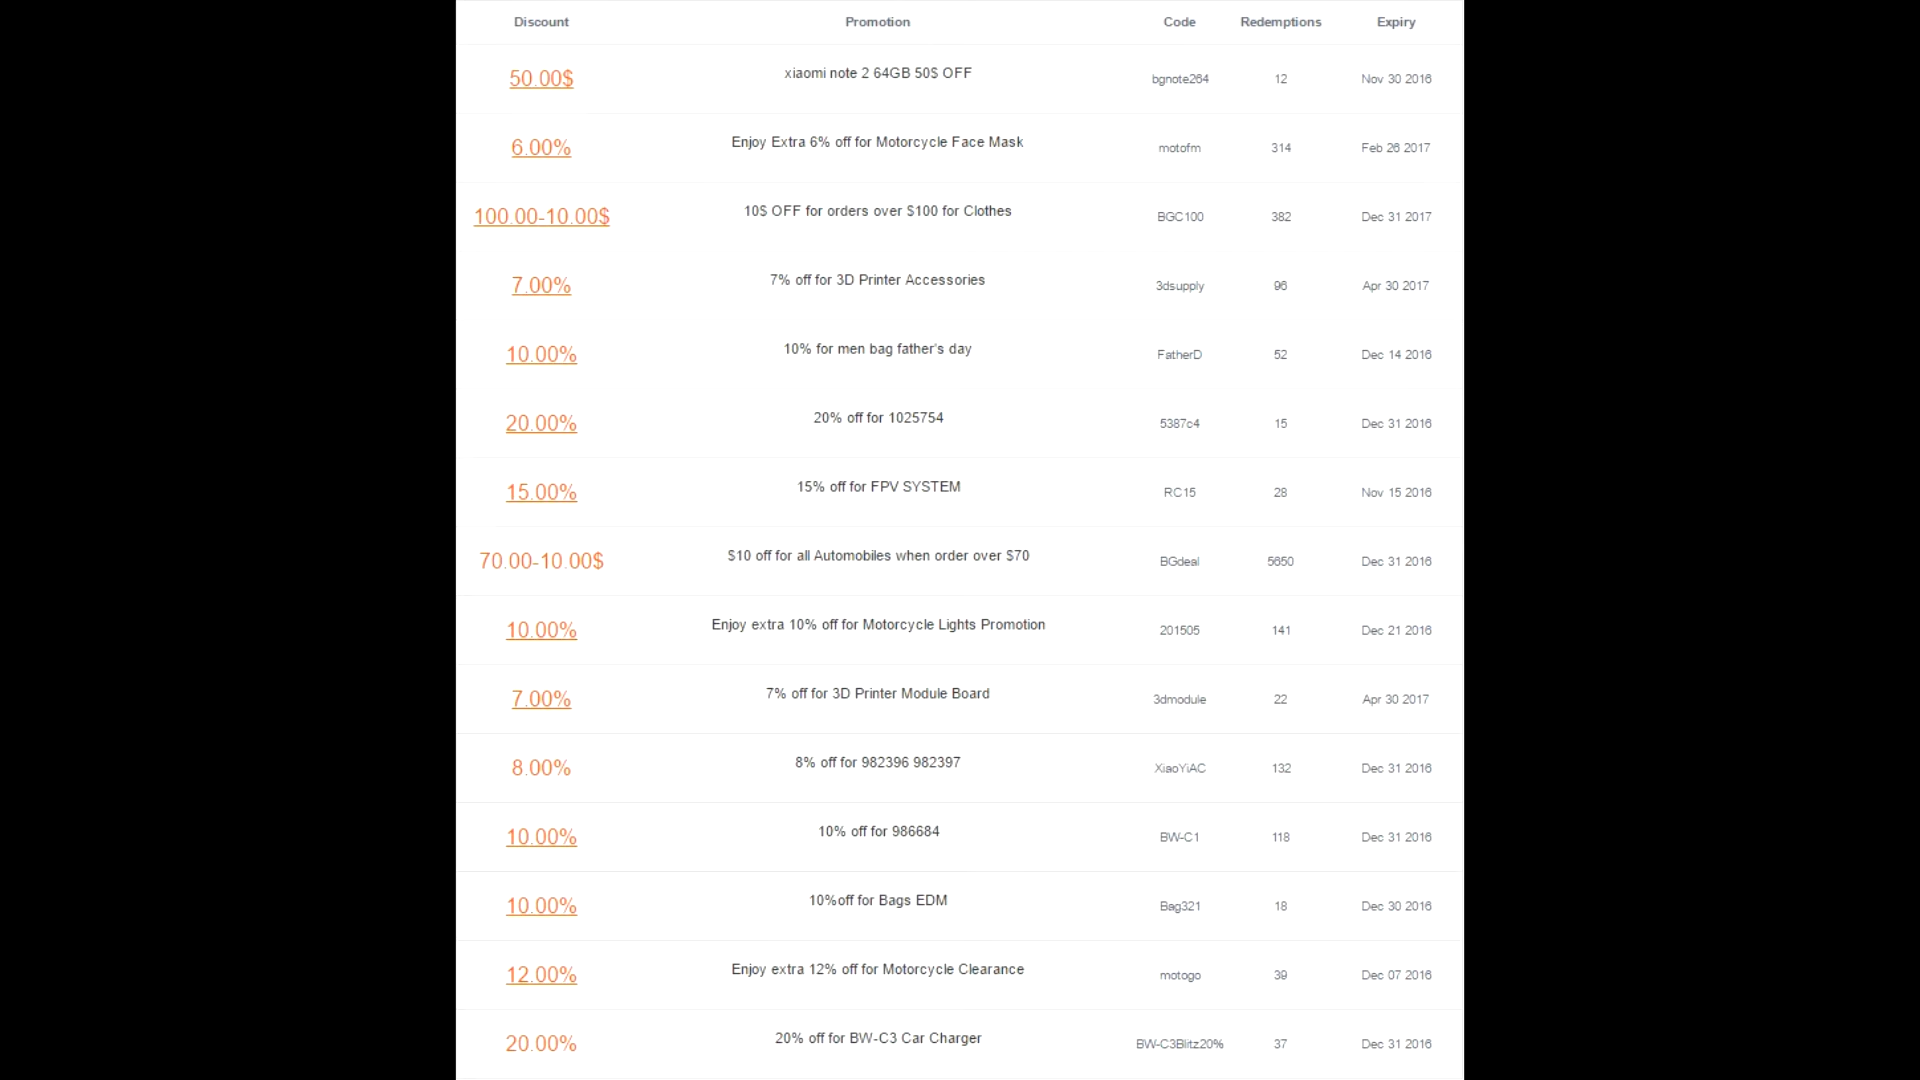 Discount Promotion Code Redemptions Expiry
50.00$ xiaomi note 2 64GB 50$ OFF bgnote264 12 Nov 30 2016
6.00% Enjoy Extra 6% off for Motorcycle Face Mask motofm 314 Feb 26 2017
100.00-10.00$ 10$ OFF for orders over $100 for Clothes BGC100 382 Dec 31 2017
7.00% 7% off for 3D Printer Accessories 3dsupply 96 Apr 30 2017
10.00% 10% for men bag father's day FatherD 52 Dec 14 2016
20.00% 20% off for 1025754 5387c4 15 Dec 31 2016
15.00% 15% off for FPV SYSTEM RC15 28 Nov 15 2016
70.00-10.00$ $10 off for all Automobiles when order over $70 BGdeal 5650 Dec 31 2016
10.00% Enjoy extra 10% off for Motorcycle Lights Promotion 201505 141 Dec 21 2016
7.00% 7% off for 3D Printer Module Board 3dmodule 22 Apr 30 2017
8.00% 8% off for 982396 982397 XiaoYiAC 132 Dec 31 2016
10.00% 10% off for 986684 BW-C1 118 Dec 31 2016
10.00% 10%off for Bags EDM Bag321 18 Dec 30 2016
12.00% Enjoy extra 12% off for Motorcycle Clearance motogo 39 Dec 07 2016
20.00% 20% off for BW-C3 Car Charger BW-C3Blitz20% 37 Dec 31 2016